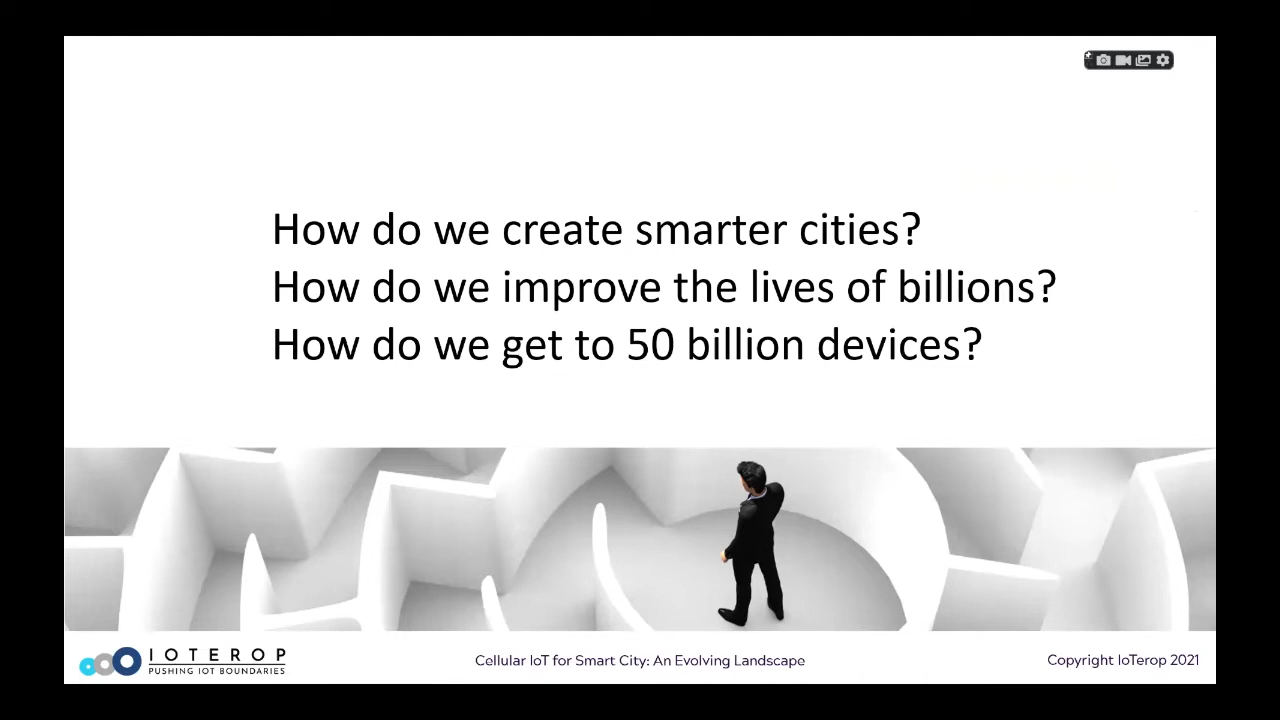 How do we create smarter cities?
How do we improve the lives of billions?
How do we get to 50 billion devices?
IOTEROP
PUSHING IOT BOUNDARIES
Cellular IoT for Smart City: An Evolving Landscape
Copyright IoTerop 2021